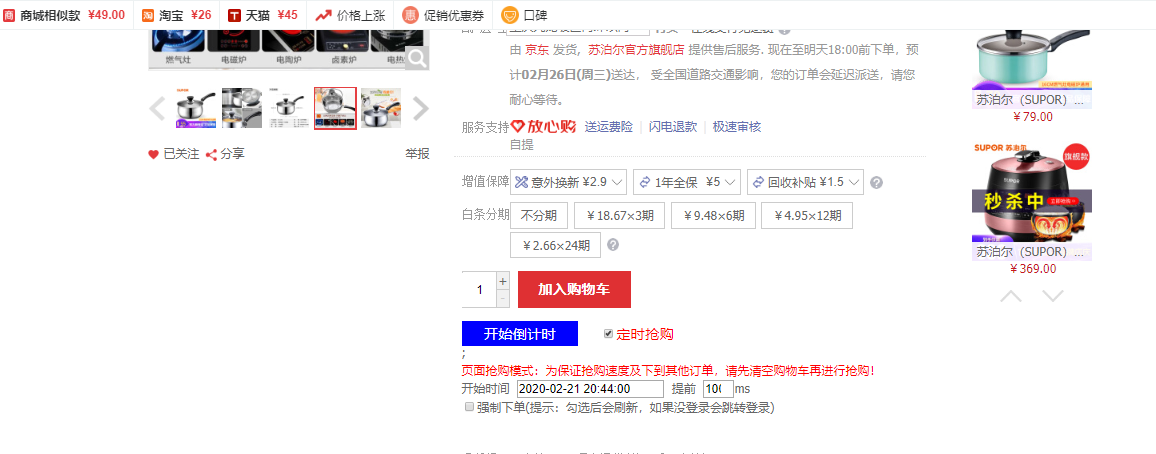 商 商城相似款 ¥49.00 淘 淘宝 ¥26 T 天猫 ¥45 价格上涨 惠 促销优惠券 口碑
燃气灶 电磁炉 电陶炉 卤素炉
由 京东 发货，苏泊尔官方旗舰店 提供售后服务. 现在至明天18:00前下单，预
计02月26日(周三)送达， 受全国道路交通影响，您的订单会延迟派送，请您
耐心等待。
服务支持 放心购 送运费险 闪电退款 极速审核
自提
已关注 分享 举报
增值保障 意外换新 ¥2.9 1年全保 ¥5 回收补贴 ¥1.5 ?
白条分期 不分期 ￥18.67×3期 ￥9.48×6期 ￥4.95×12期
￥2.66×24期 ?
1 + - 加入购物车
开始倒计时 定时抢购
;
页面抢购模式：为保证抢购速度及下到其他订单，请先清空购物车再进行抢购！
开始时间 2020-02-21 20:44:00 提前 100 ms
强制下单(提示：勾选后会刷新，如果没登录会跳转登录)
苏泊尔（SUPOR）...
￥79.00
SUPOR 苏泊尔 旗舰款
秒杀中
苏泊尔（SUPOR）...
￥369.00